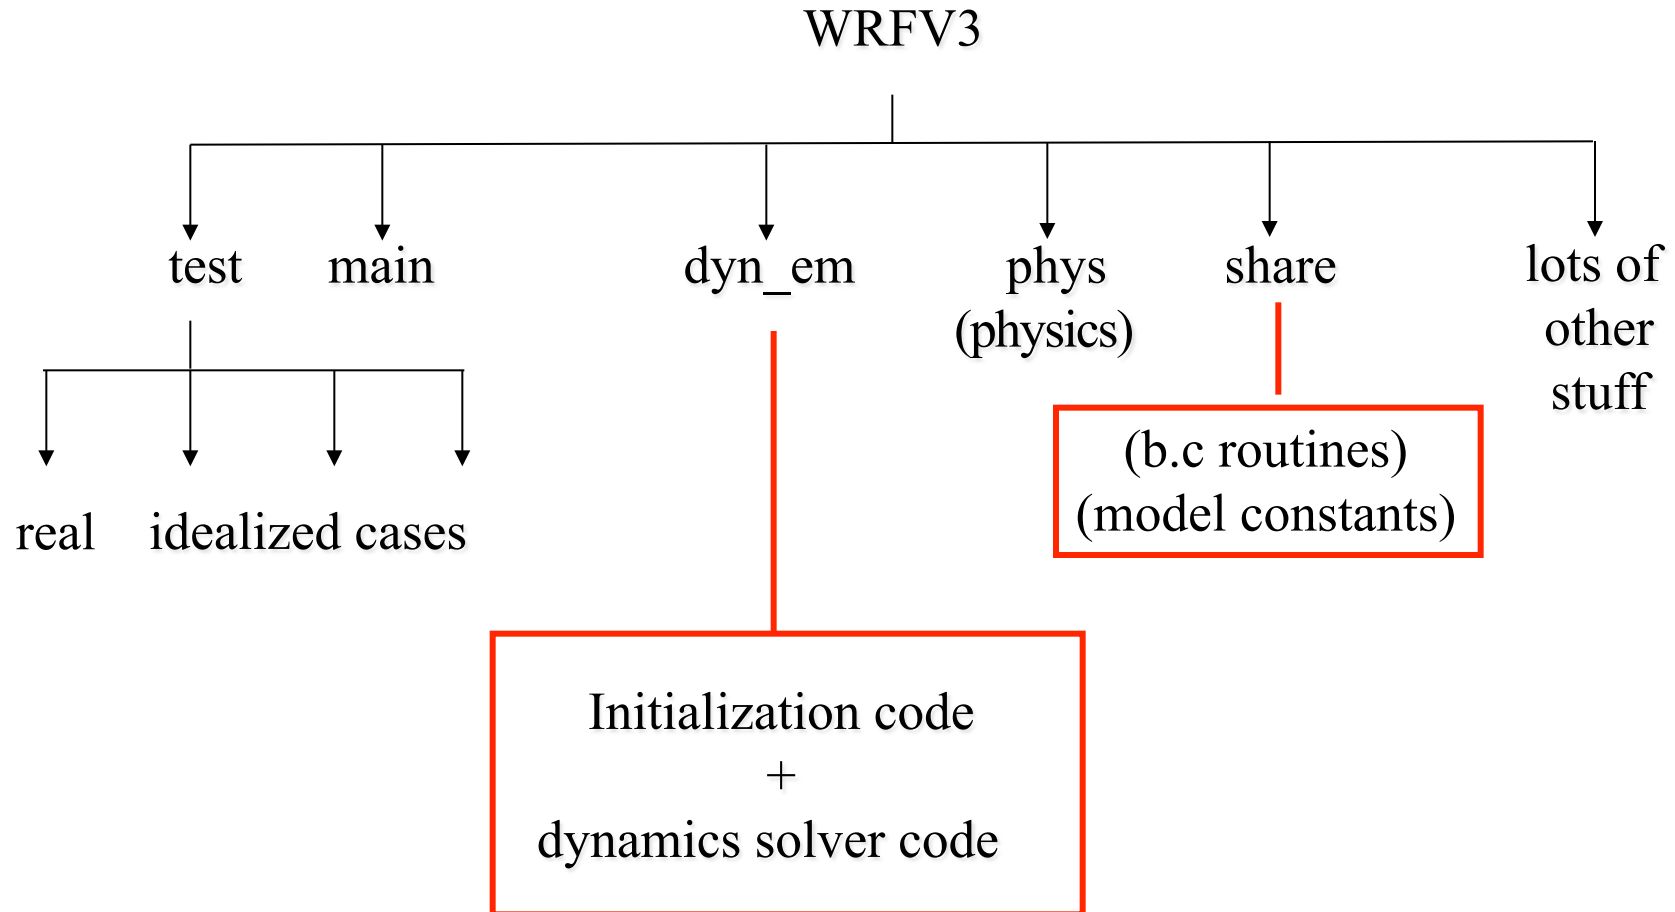 WRFV3
test
main
dyn_em
phys
(physics)
share
lots of
other
stuff
(b.c routines)
(model constants)
real
idealized cases
Initialization code
+
dynamics solver code